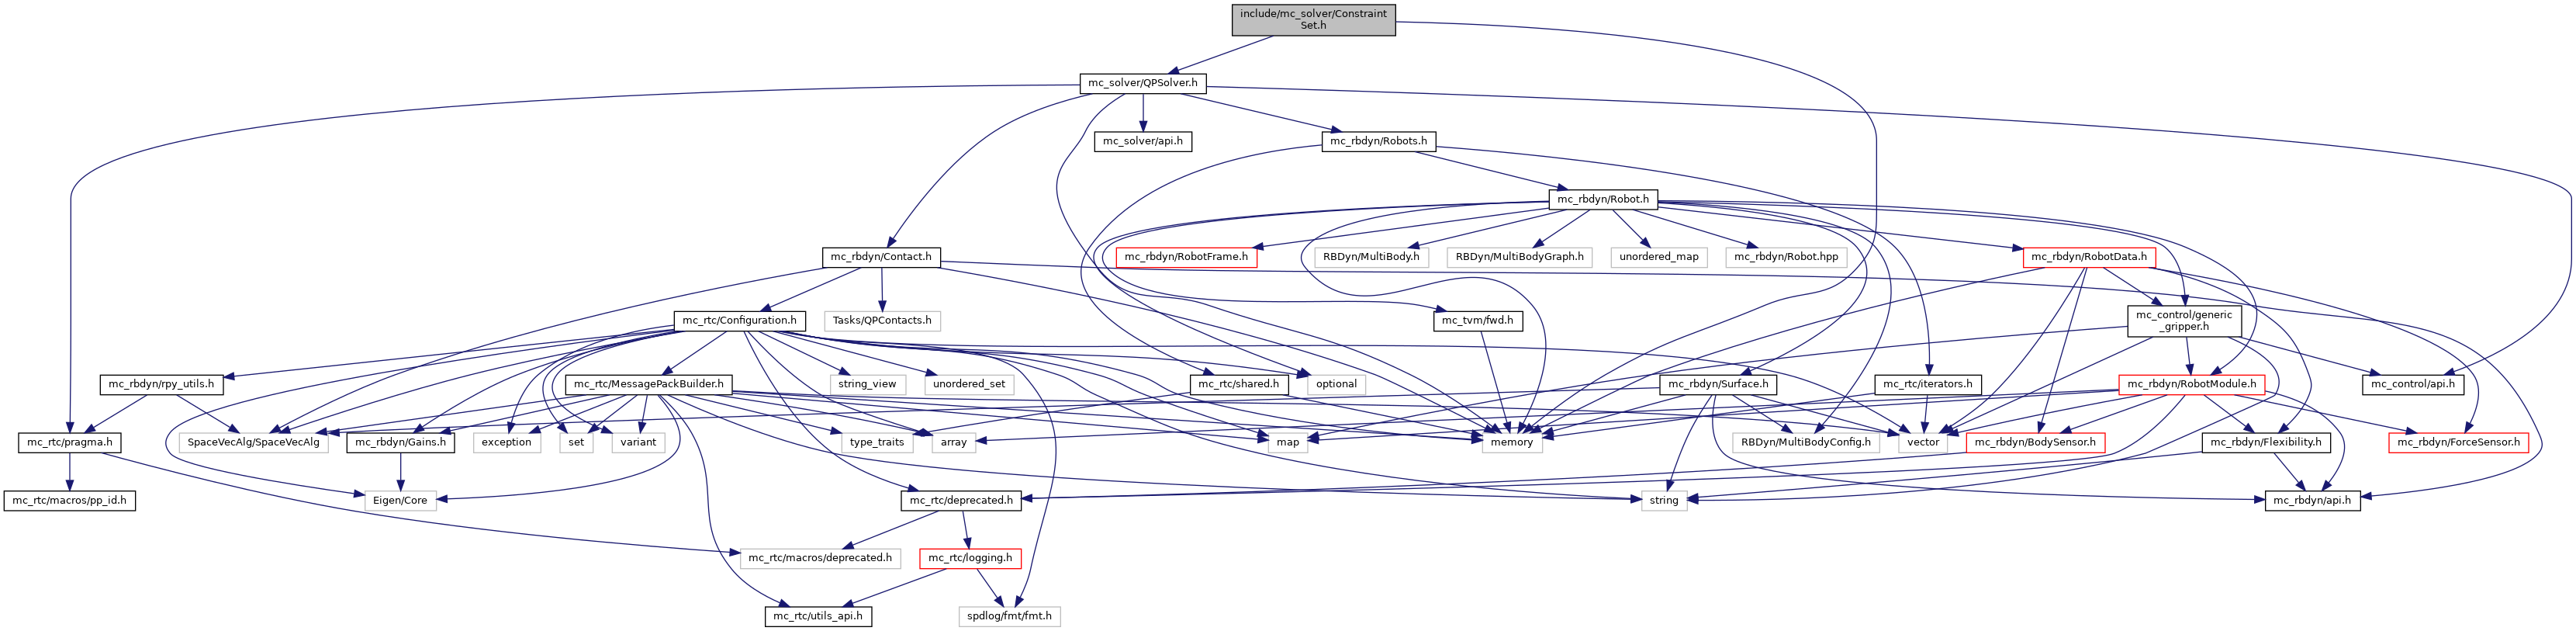 include/mc_solver/Constraint
Set.h
mc_solver/QPSolver.h
mc_solver/api.h
mc_rbdyn/Robots.h
mc_rbdyn/Robot.h
mc_rbdyn/Contact.h
mc_rbdyn/RobotFrame.h
RBDyn/MultiBody.h
RBDyn/MultiBodyGraph.h
unordered_map
mc_rbdyn/Robot.hpp
mc_rbdyn/RobotData.h
mc_rtc/Configuration.h
Tasks/QPContacts.h
mc_tvm/fwd.h
mc_control/generic
_gripper.h
mc_rbdyn/rpy_utils.h
mc_rtc/MessagePackBuilder.h
string_view
unordered_set
mc_rtc/shared.h
optional
mc_rbdyn/Surface.h
mc_rtc/iterators.h
mc_rbdyn/RobotModule.h
mc_control/api.h
mc_rtc/pragma.h
SpaceVecAlg/SpaceVecAlg
mc_rbdyn/Gains.h
exception
set
variant
type_traits
array
map
memory
RBDyn/MultiBodyConfig.h
vector
mc_rbdyn/BodySensor.h
mc_rbdyn/Flexibility.h
mc_rbdyn/ForceSensor.h
mc_rtc/macros/pp_id.h
Eigen/Core
mc_rtc/deprecated.h
string
mc_rbdyn/api.h
mc_rtc/macros/deprecated.h
mc_rtc/logging.h
mc_rtc/utils_api.h
spdlog/fmt/fmt.h